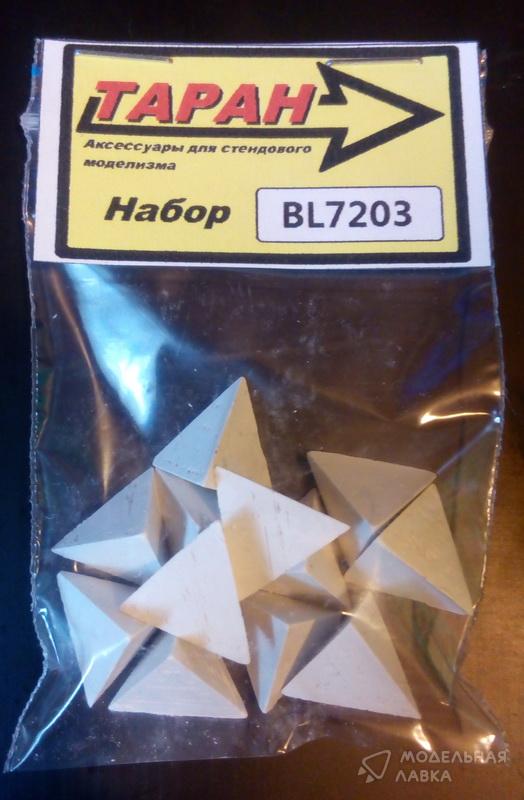 ТАРАН
Аксессуары для стендового
моделизма
Набор
BL7203
МОДЕЛЬНАЯ
ЛАВКА